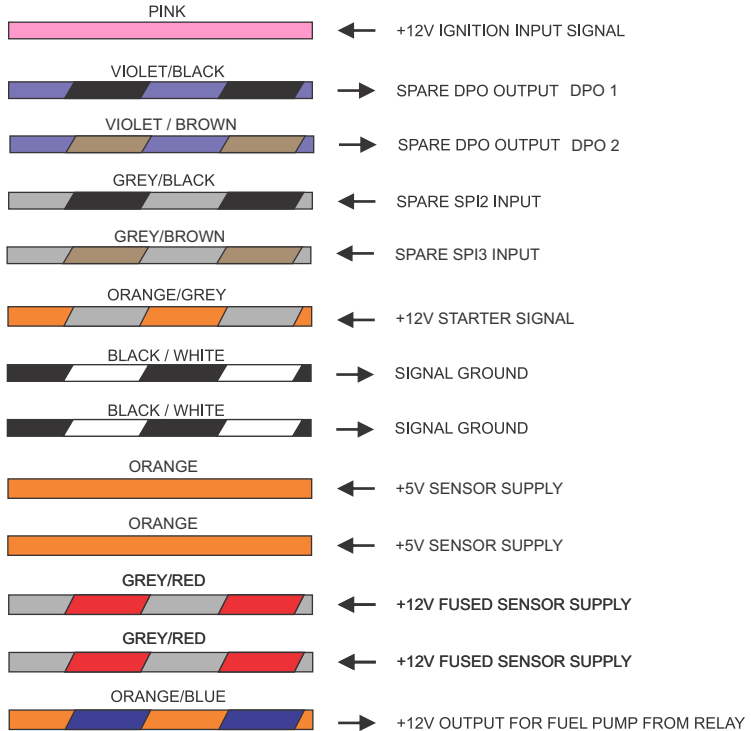 PINK
+12V IGNITION INPUT SIGNAL
VIOLET/BLACK
SPARE DPO OUTPUT DPO 1
VIOLET / BROWN
SPARE DPO OUTPUT DPO 2
GREY/BLACK
SPARE SPI2 INPUT
GREY/BROWN
SPARE SPI3 INPUT
ORANGE/GREY
+12V STARTER SIGNAL
BLACK / WHITE
SIGNAL GROUND
BLACK / WHITE
SIGNAL GROUND
ORANGE
+5V SENSOR SUPPLY
ORANGE
+5V SENSOR SUPPLY
GREY/RED
+12V FUSED SENSOR SUPPLY
GREY/RED
+12V FUSED SENSOR SUPPLY
ORANGE/BLUE
+12V OUTPUT FOR FUEL PUMP FROM RELAY